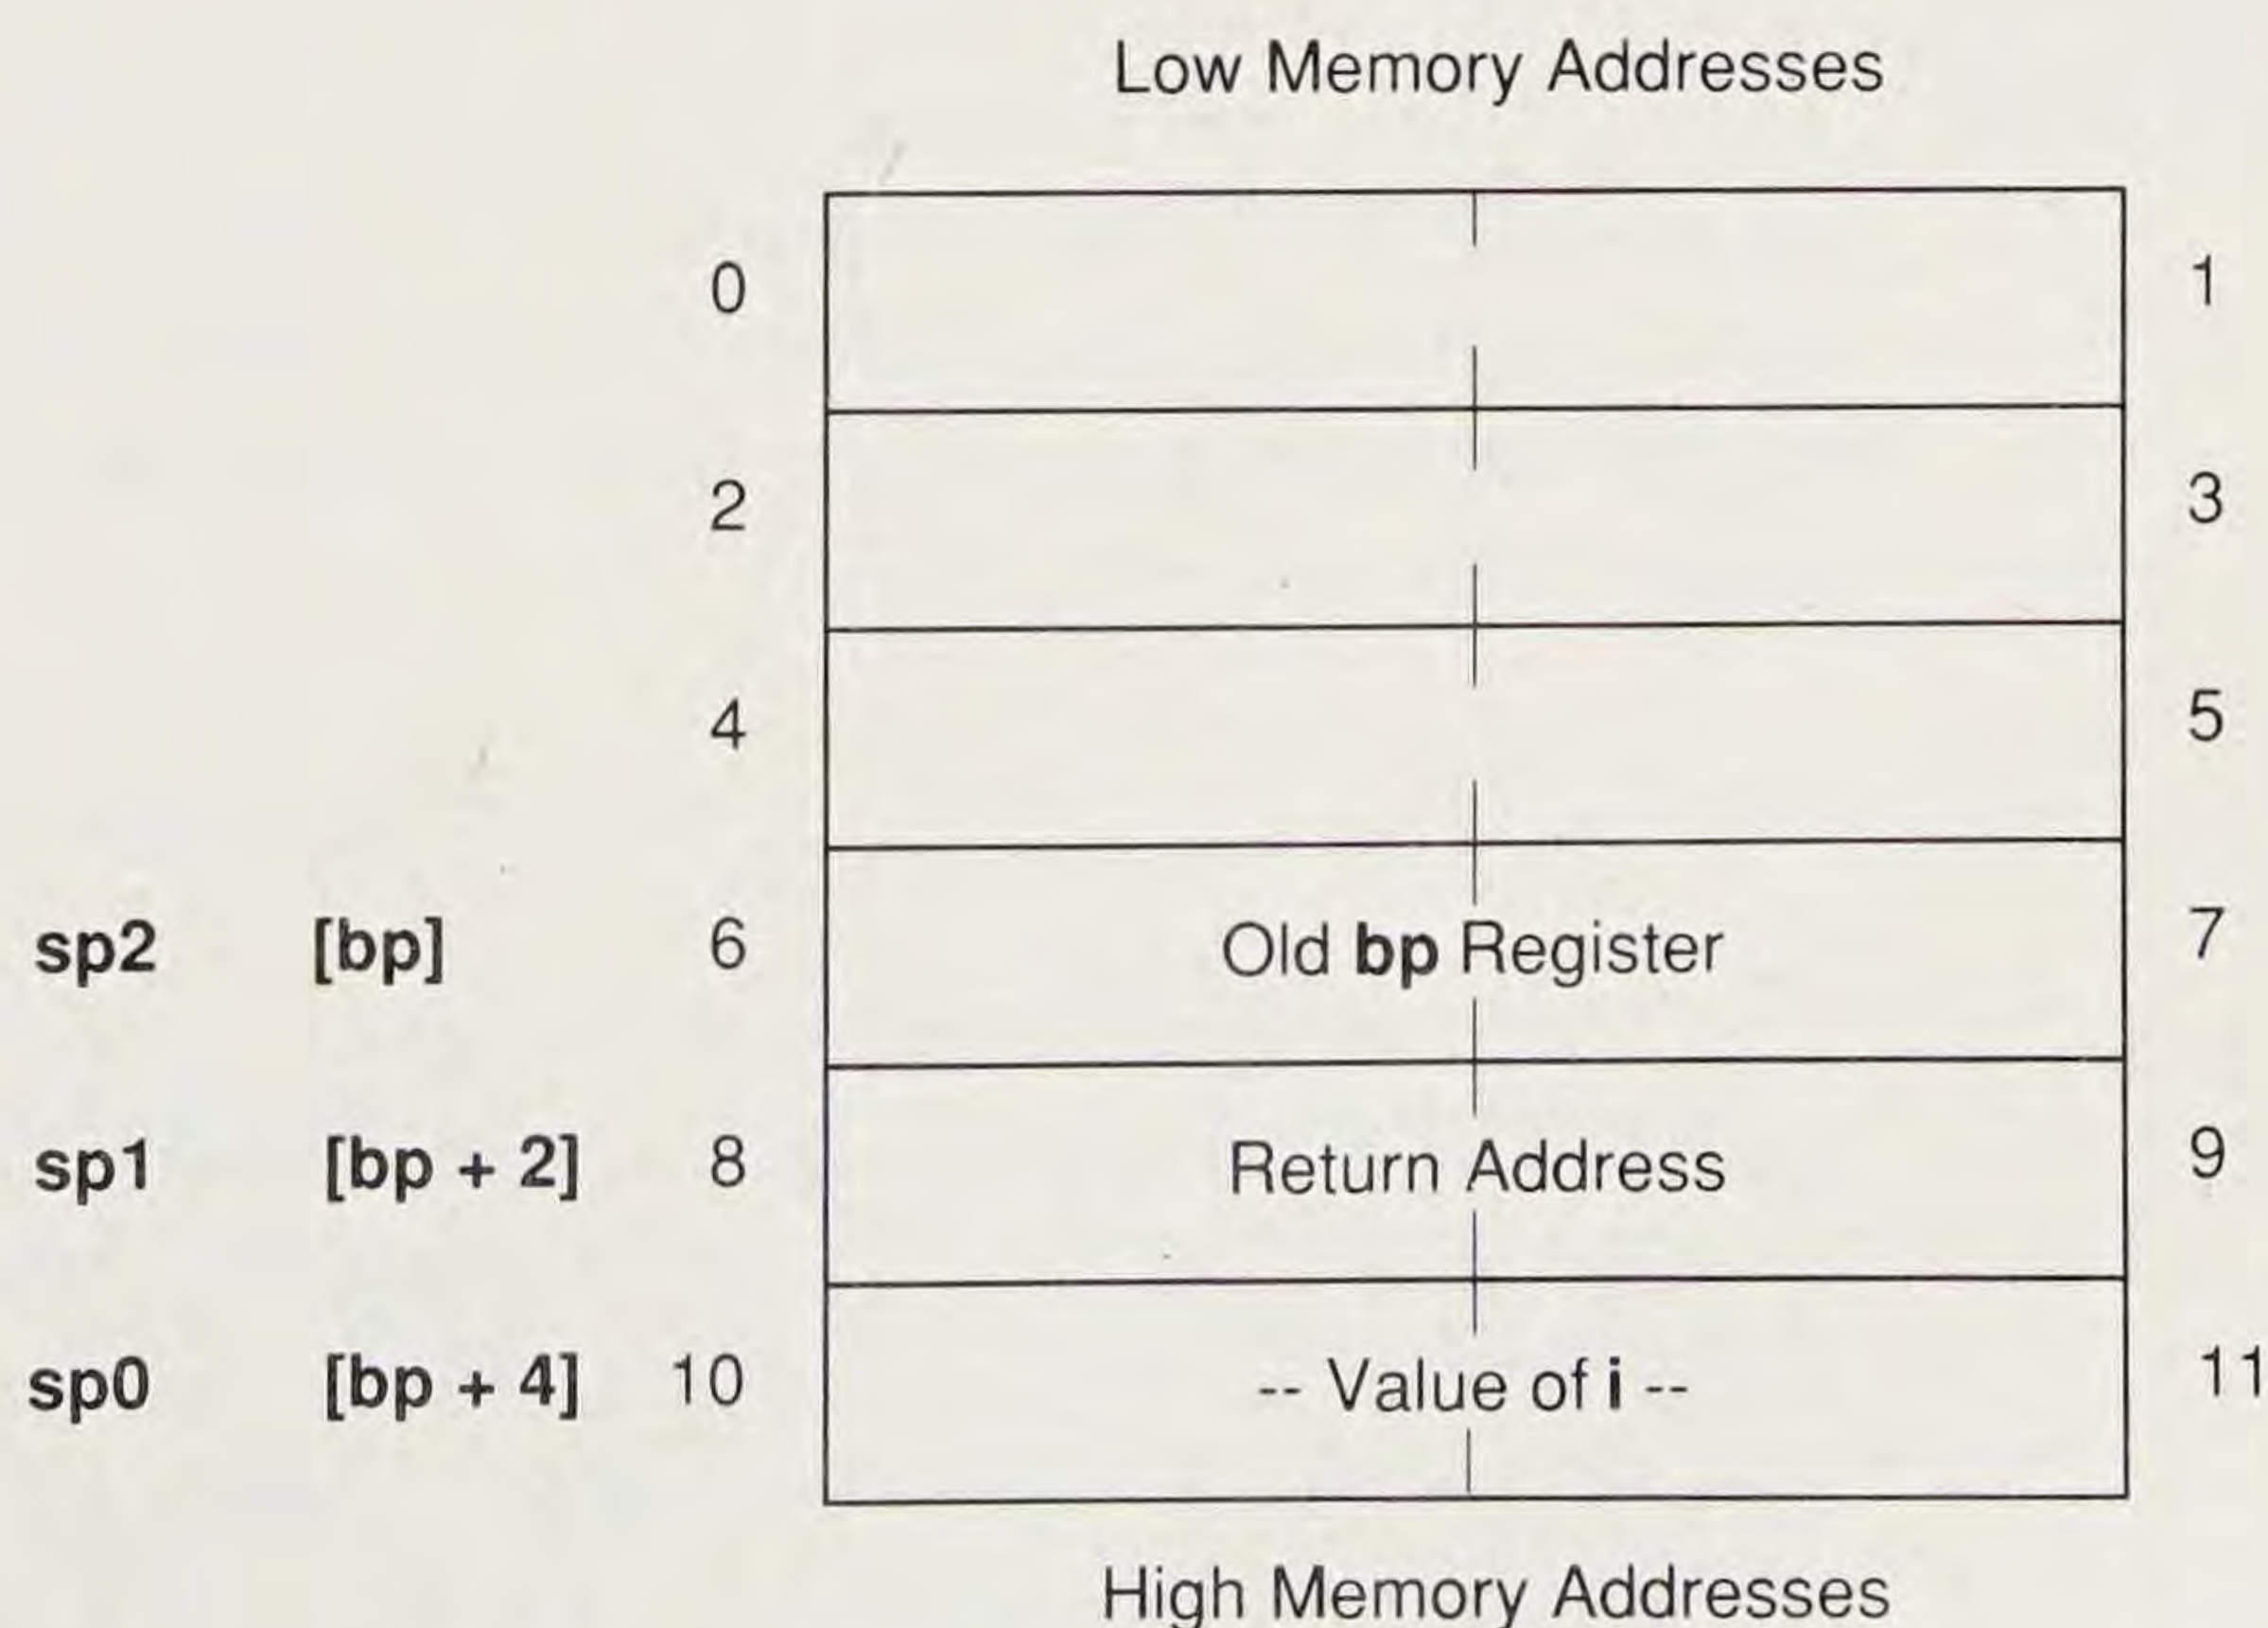 Low Memory Addresses
0 1
2 3
4 5
sp2 [bp] 6 Old bp Register 7
sp1 [bp + 2] 8 Return Address 9
sp0 [bp + 4] 10 -- Value of i -- 11
High Memory Addresses